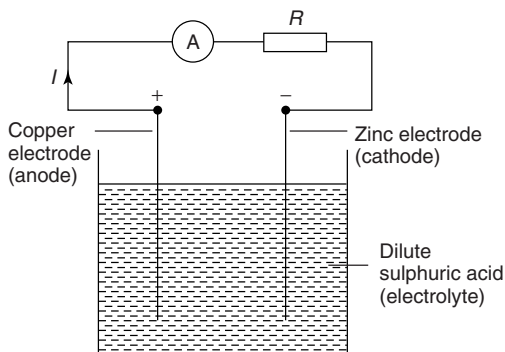 R
A
I
+
−
Copper
electrode
(anode)
Zinc electrode
(cathode)
Dilute
sulphuric acid
(electrolyte)